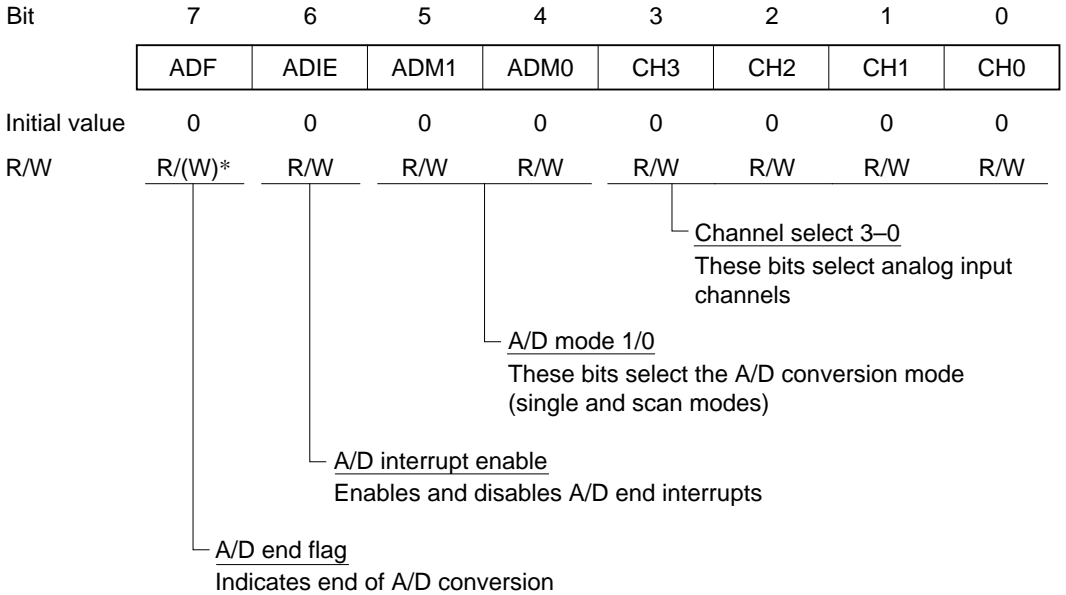 Bit 7 6 5 4 3 2 1 0
ADF ADIE ADM1 ADM0 CH3 CH2 CH1 CH0
Initial value 0 0 0 0 0 0 0 0
R/W R/(W)* R/W R/W R/W R/W R/W R/W R/W
Channel select 3–0
These bits select analog input
channels
A/D mode 1/0
These bits select the A/D conversion mode
(single and scan modes)
A/D interrupt enable
Enables and disables A/D end interrupts
A/D end flag
Indicates end of A/D conversion